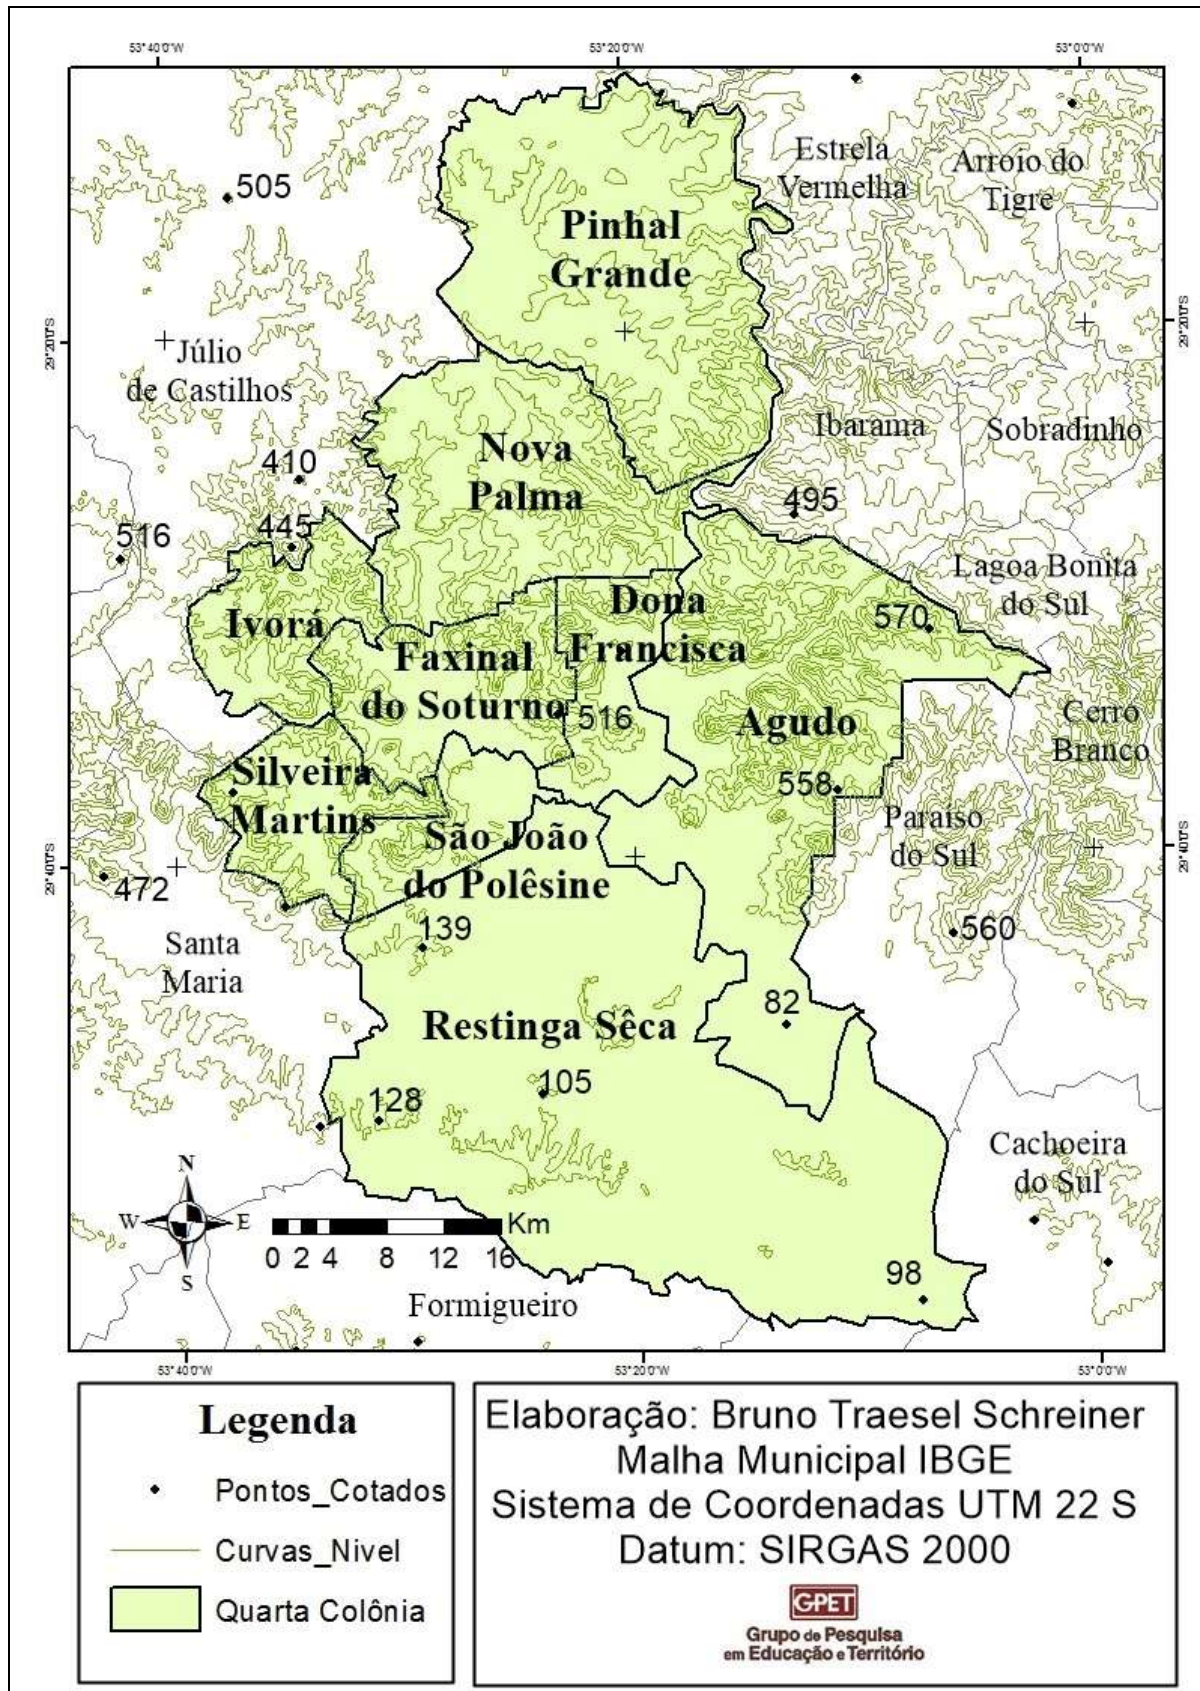 53°40'0"W
53°20'0"W
53°0'0"W
Estrela
Vermelha
Arroio do
Tigre
505
Pinhal
Grande
29°20'0"S
29°20'0"S
Júlio
de Castilhos
Ibarama
Sobradinho
Nova
Palma
410
495
516
445
Lagoa Bonita
do Sul
Dona
Francisca
570
Ivorá
Faxinal
do Soturno
516
Agudo
Cerro
Branco
Silveira
Martins
558
Paraíso
do Sul
São João
do Polêsine
29°40'0"S
29°40'0"S
472
139
560
Santa
Maria
82
Restinga Sêca
105
128
Cachoeira
do Sul
N
W
E
S
Km
0 2 4 8 12 16
98
Formigueiro
53°40'0"W
53°20'0"W
53°0'0"W
Legenda
Pontos_Cotados
Curvas_Nivel
Quarta Colônia
Elaboração: Bruno Traesel Schreiner
Malha Municipal IBGE
Sistema de Coordenadas UTM 22 S
Datum: SIRGAS 2000
GPET
Grupo de Pesquisa
em Educação e Território